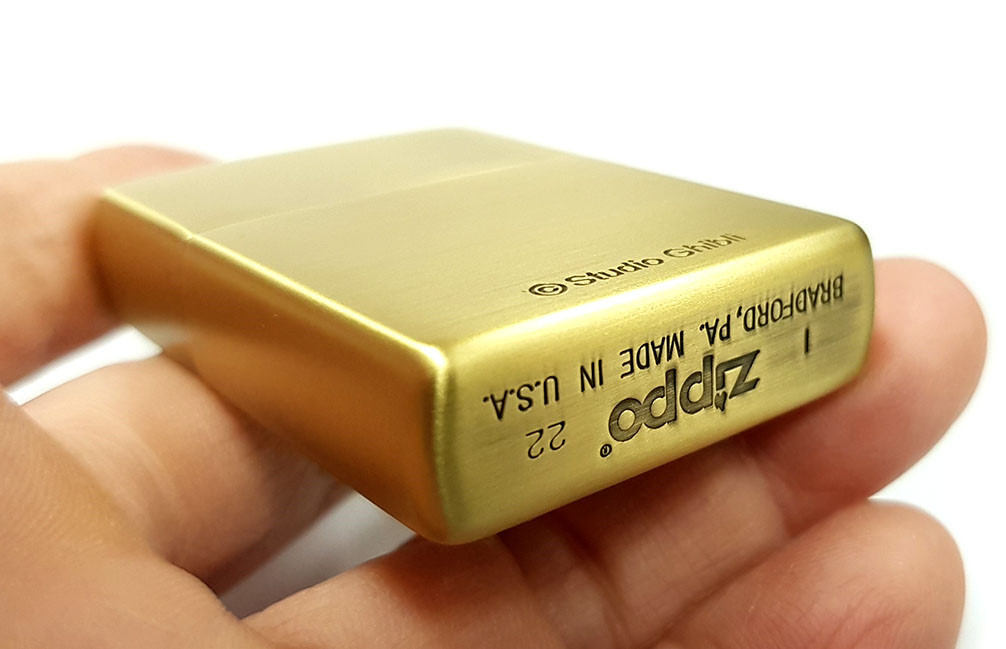 © Studio Ghibli
I zippo® 22
BRADFORD, PA. MADE IN U.S.A.